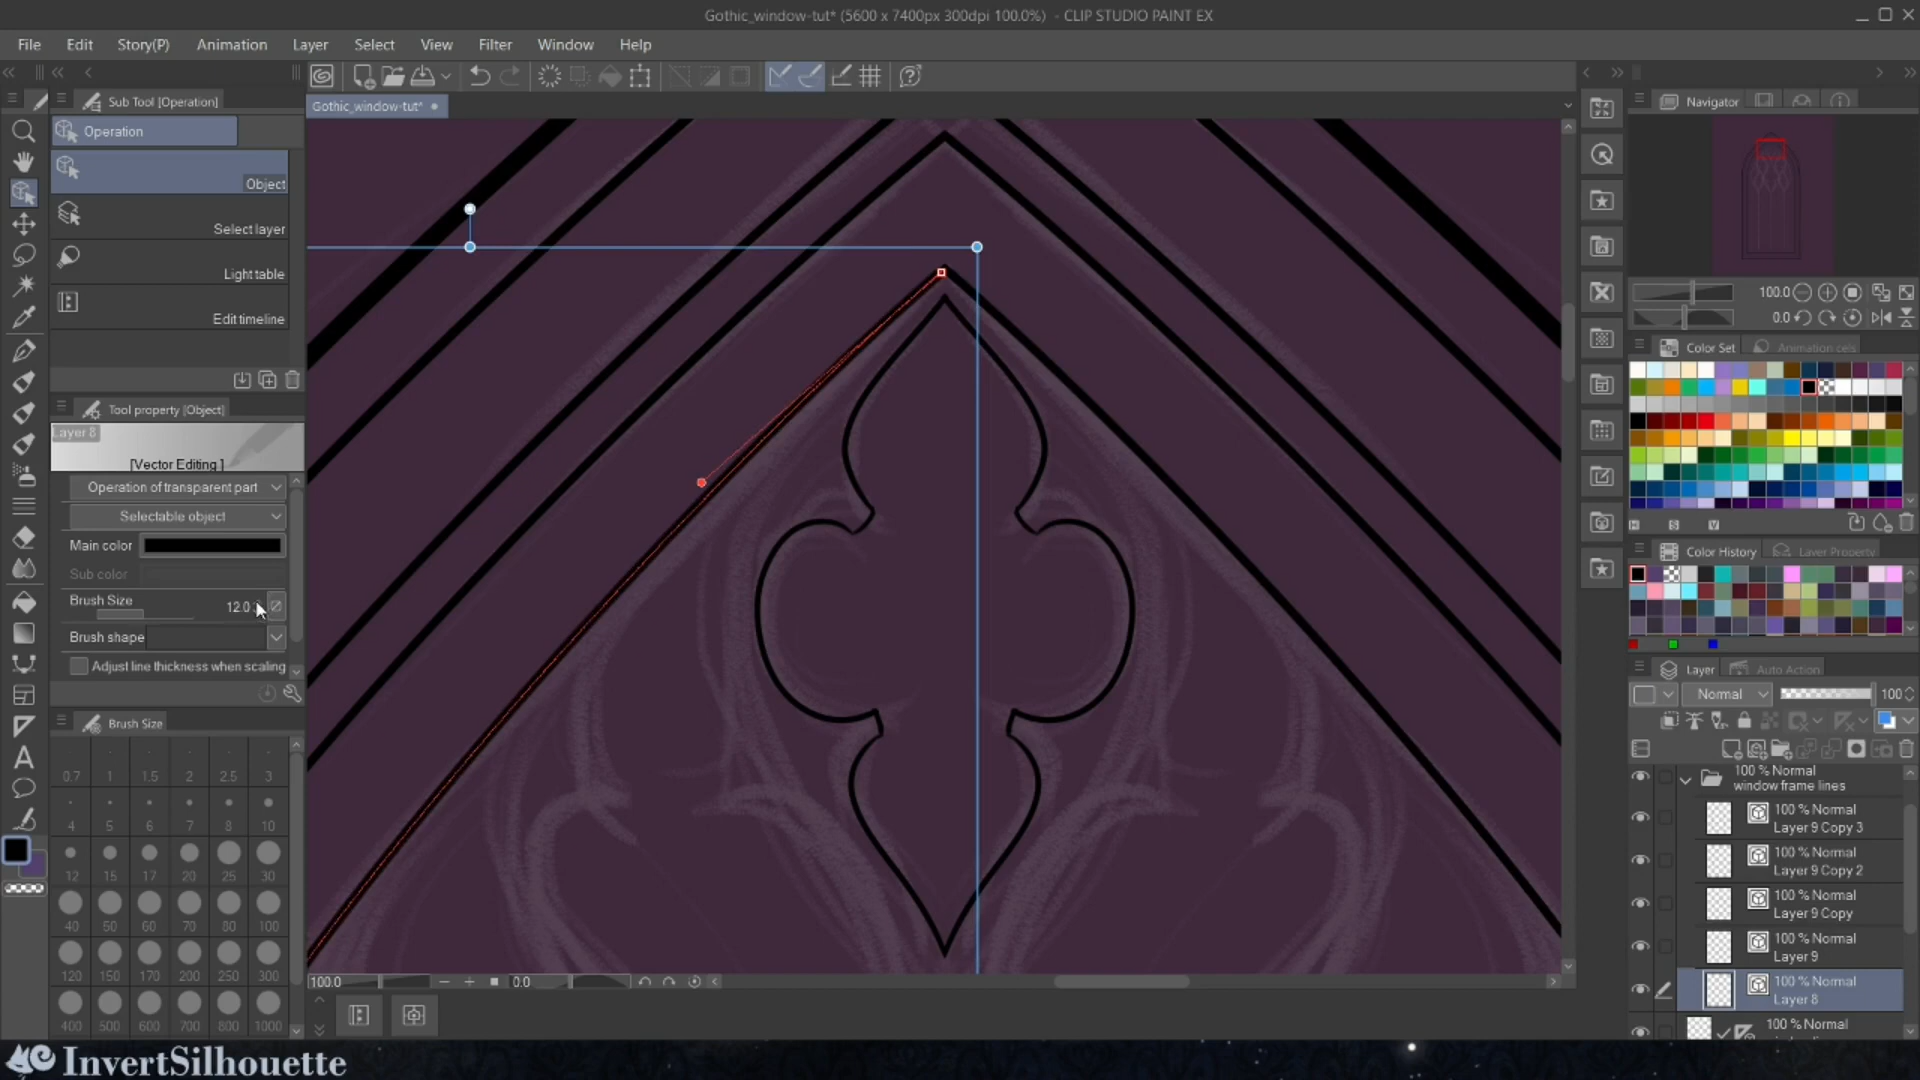 Gothic_window-tut* (5600 x 7400px 300dpi 100.0%) - CLIP STUDIO PAINT EX
File Edit Story(P) Animation Layer Select View Filter Window Help
Sub Tool [Operation]
Operation
Object
Select layer
Light table
Edit timeline
Tool property [Object]
Layer 8
[Vector Editing ]
Operation of transparent part
Selectable object
Main color
Sub color
Brush Size 12.0
Brush shape
Adjust line thickness when scaling
Brush Size
0.7 1 1.5 2 2.5 3
4 5 6 7 8 10
12 15 17 20 25 30
40 50 60 70 80 100
120 150 170 200 250 300
400 500 600 700 800 1000
Gothic_window-tut*
100.0 0.0
Navigator
100.0
0.0
Color Set Animation cels
H S V
Color History Layer Property
Layer Auto Action
Normal 100
100 % Normal
window frame lines
100 % Normal
Layer 9 Copy 3
100 % Normal
Layer 9 Copy 2
100 % Normal
Layer 9 Copy
100 % Normal
Layer 9
100 % Normal
Layer 8
100 % Normal
InvertSilhouette